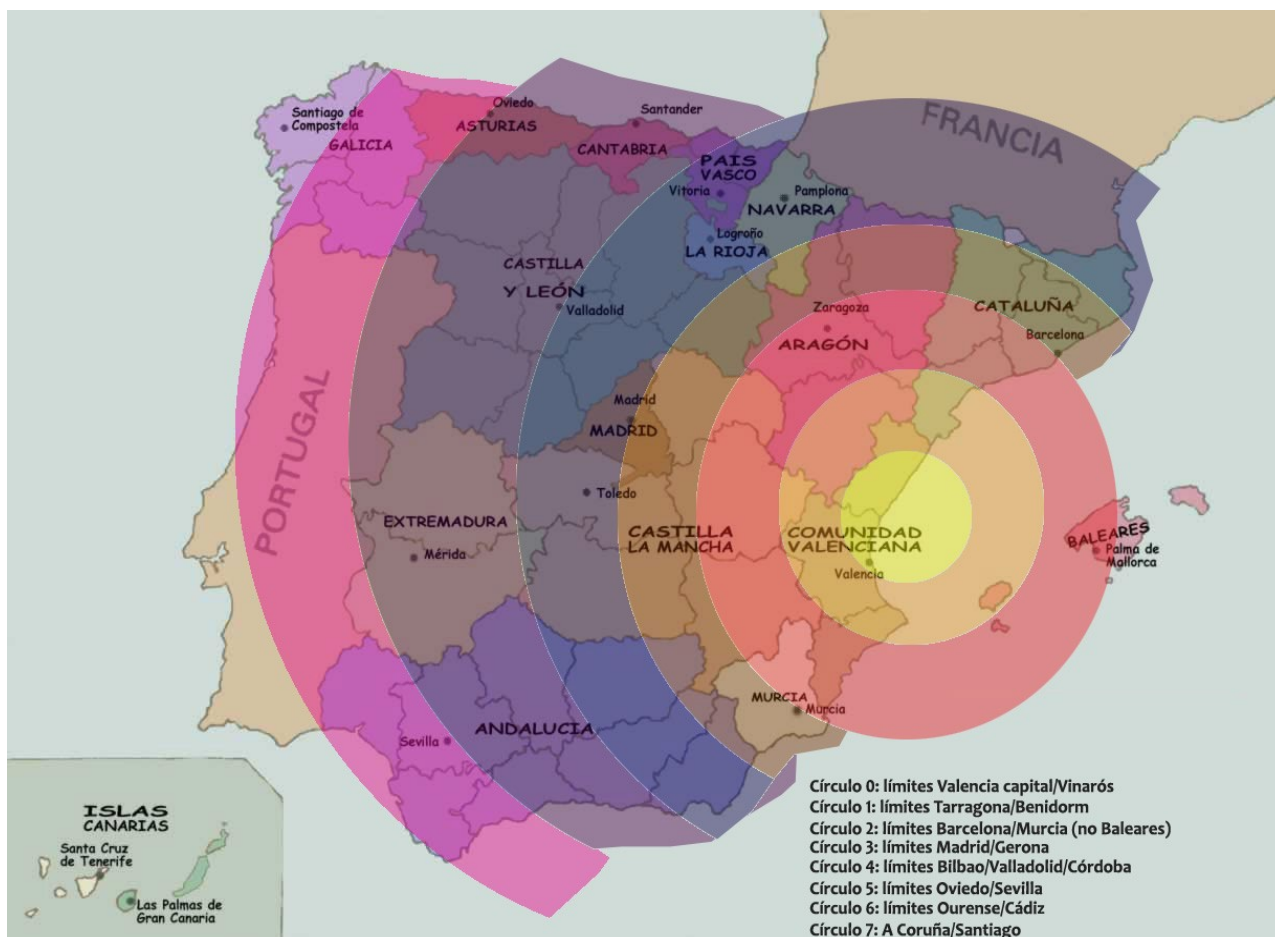 FRANCIA
Santiago de
Compostela
GALICIA
Oviedo
ASTURIAS
Santander
CANTABRIA
PAIS
VASCO
Vitoria
Pamplona
NAVARRA
Logroño
LA RIOJA
CASTILLA
Y LEÓN
Valladolid
Zaragoza
ARAGÓN
CATALUÑA
Barcelona
PORTUGAL
Madrid
MADRID
Toledo
EXTREMADURA
Mérida
CASTILLA
LA MANCHA
COMUNIDAD
VALENCIANA
Valencia
BALEARES
Palma de
Mallorca
MURCIA
Murcia
ANDALUCIA
Sevilla
ISLAS
CANARIAS
Santa Cruz
de Tenerife
Las Palmas de
Gran Canaria
Círculo 0: límites Valencia capital/Vinarós
Círculo 1: límites Tarragona/Benidorm
Círculo 2: límites Barcelona/Murcia (no Baleares)
Círculo 3: límites Madrid/Gerona
Círculo 4: límites Bilbao/Valladolid/Córdoba
Círculo 5: límites Oviedo/Sevilla
Círculo 6: límites Ourense/Cádiz
Círculo 7: A Coruña/Santiago